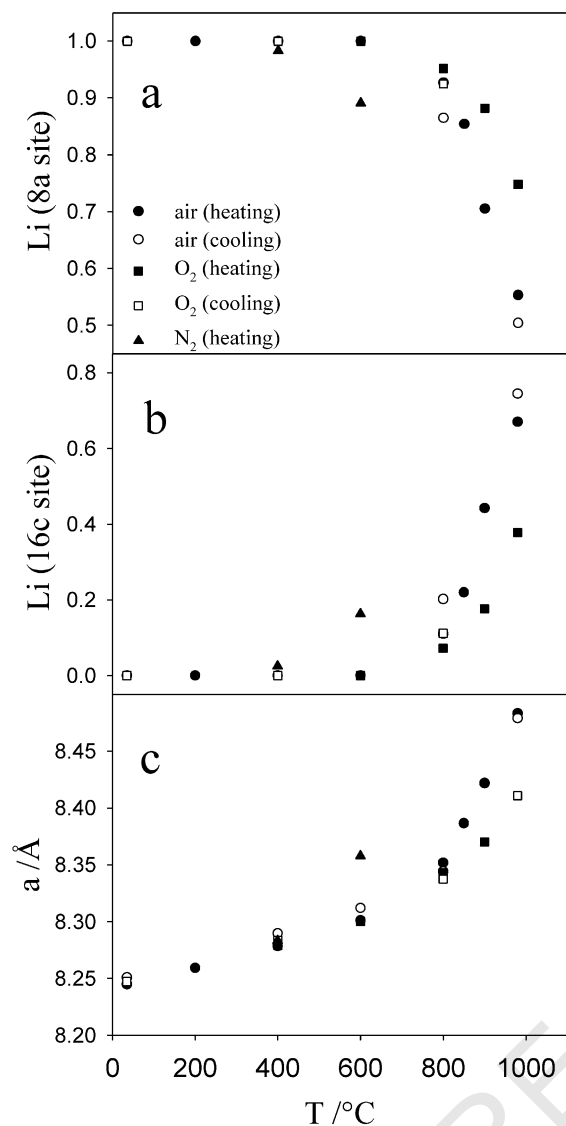 1.0
0.9
0.8
0.7
0.6
0.5
Li (8a site)
a
air (heating)
air (cooling)
O₂ (heating)
O₂ (cooling)
N₂ (heating)
0.8
0.6
0.4
0.2
0.0
Li (16c site)
b
8.45
8.40
8.35
8.30
8.25
8.20
a /Å
c
0 200 400 600 800 1000
T /°C